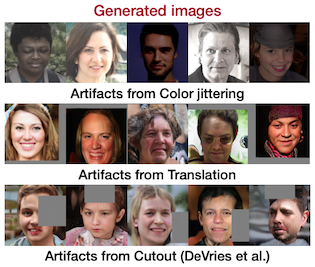 Generated images
Artifacts from Color jittering
Artifacts from Translation
Artifacts from Cutout (DeVries et al.)